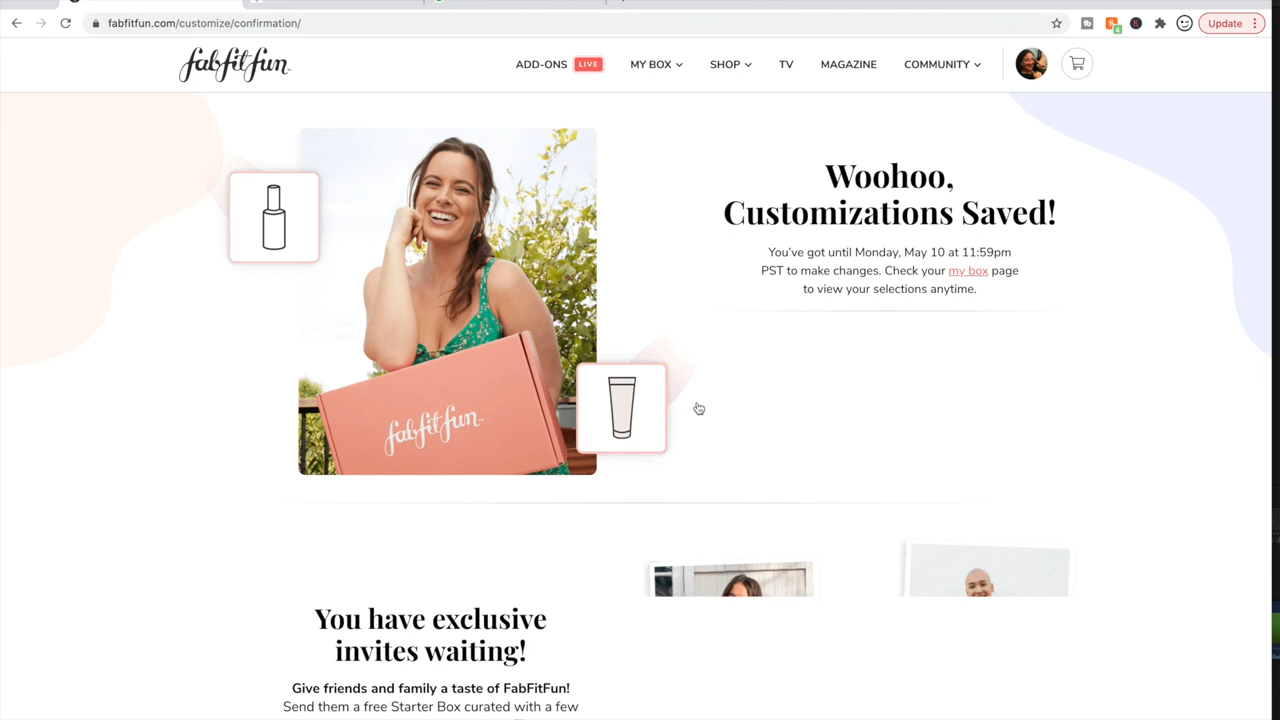 fabfitfun.com/customize/confirmation/
Update
4
fabfitfun
ADD-ONS LIVE MY BOX SHOP TV MAGAZINE COMMUNITY
Woohoo,
Customizations Saved!
You've got until Monday, May 10 at 11:59pm
PST to make changes. Check your my box page
to view your selections anytime.
fabfitfun
You have exclusive
invites waiting!
Give friends and family a taste of FabFitFun!
Send them a free Starter Box curated with a few